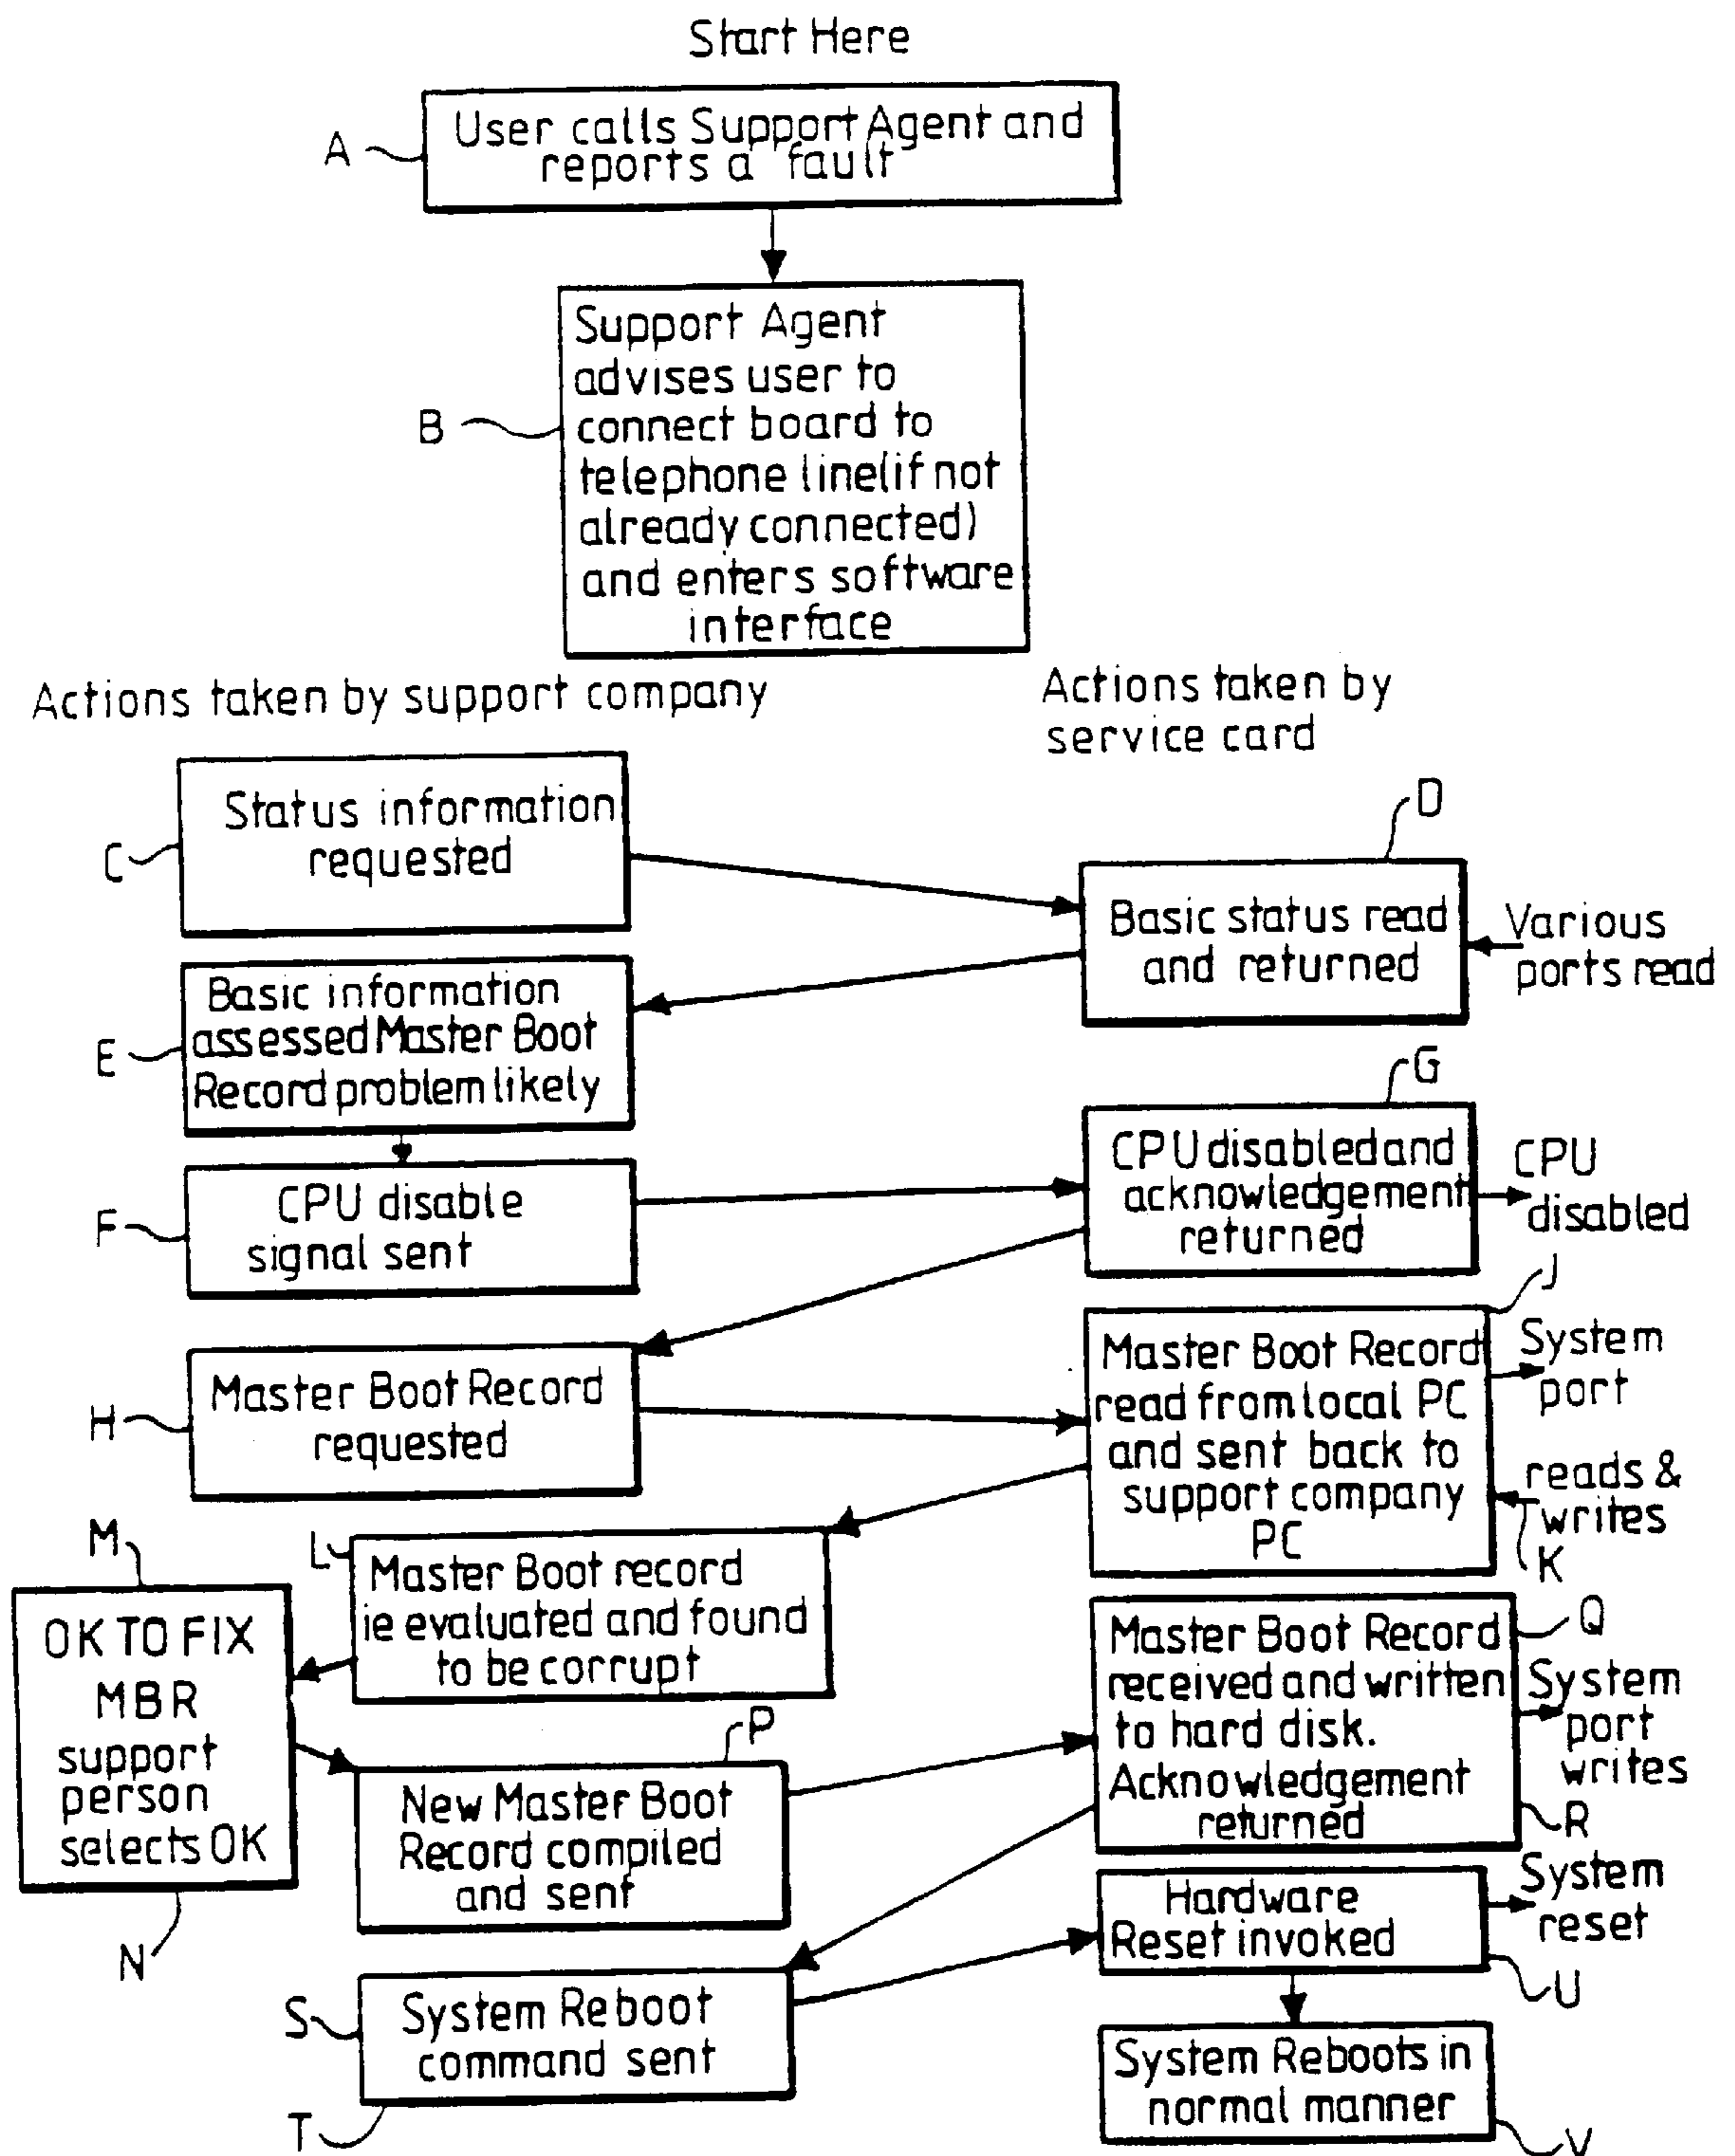 Start Here
A
User calls Support Agent and
reports a fault
B
Support Agent
advises user to
connect board to
telephone line(if not
already connected)
and enters software
interface
Actions taken by support company
Actions taken by
service card
C
Status information
requested
D
Basic status read
and returned
Various
ports read
E
Basic information
assessed Master Boot
Record problem likely
F
CPU disable
signal sent
G
CPU disabled and
acknowledgement
returned
CPU
disabled
H
Master Boot Record
requested
J
Master Boot Record
read from local PC
and sent back to
support company
PC
System
port
reads &
writes
K
L
Master Boot record
ie evaluated and found
to be corrupt
M
OK TO FIX
MBR
support
person
selects OK
N
P
New Master Boot
Record compiled
and sent
Q
Master Boot Record
received and written
to hard disk.
Acknowledgement
returned
System
port
writes
R
S
System Reboot
command sent
T
Hardware
Reset invoked
System
reset
U
System Reboots in
normal manner
V